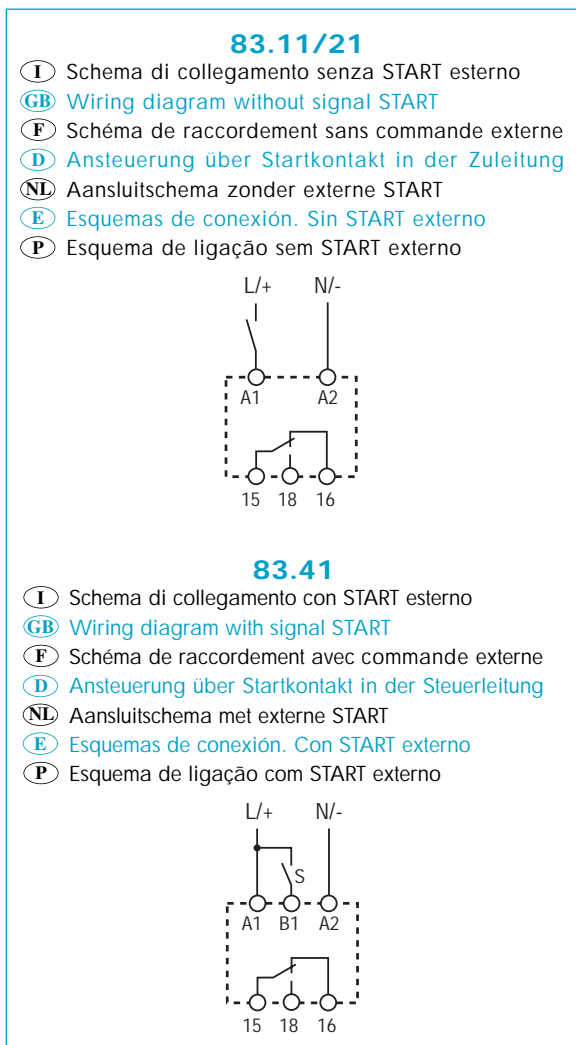 83.11/21
I Schema di collegamento senza START esterno
GB Wiring diagram without signal START
F Schéma de raccordement sans commande externe
D Ansteuerung über Startkontakt in der Zuleitung
NL Aansluitschema zonder externe START
E Esquemas de conexión. Sin START externo
P Esquema de ligação sem START externo
L/+ N/-
A1 A2
15 18 16
83.41
I Schema di collegamento con START esterno
GB Wiring diagram with signal START
F Schéma de raccordement avec commande externe
D Ansteuerung über Startkontakt in der Steuerleitung
NL Aansluitschema met externe START
E Esquemas de conexión. Con START externo
P Esquema de ligação com START externo
L/+ N/-
S
A1 B1 A2
15 18 16